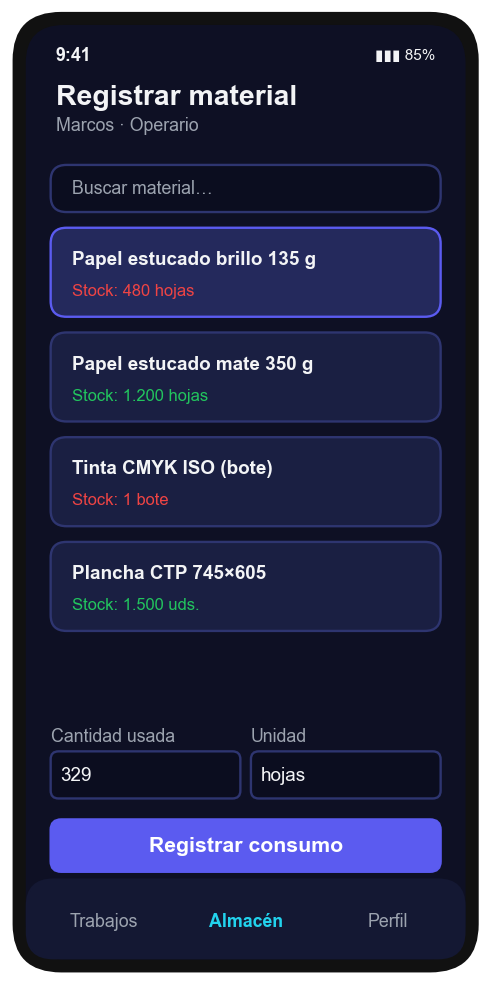 9:41
85%
Registrar material
Marcos · Operario
Buscar material…
Papel estucado brillo 135 g
Stock: 480 hojas
Papel estucado mate 350 g
Stock: 1.200 hojas
Tinta CMYK ISO (bote)
Stock: 1 bote
Plancha CTP 745×605
Stock: 1.500 uds.
Cantidad usada
Unidad
329
hojas
Registrar consumo
Trabajos
Almacén
Perfil